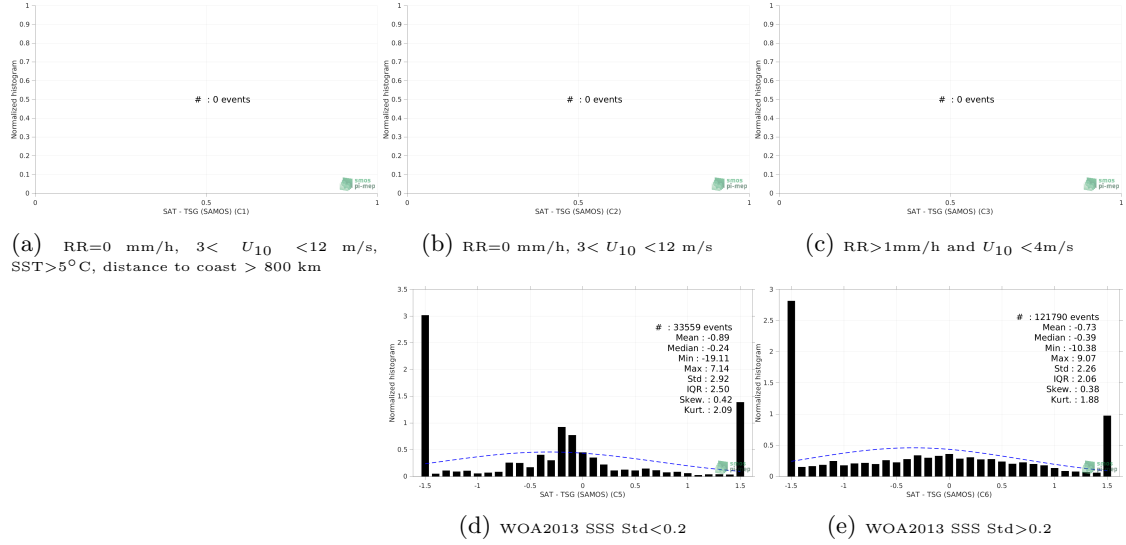 1
0.9
0.8
0.7
0.6
0.5
0.4
0.3
0.2
0.1
0
Normalized histogram
# : 0 events
smos
pi-mep
0 0.5 1
SAT - TSG (SAMOS) (C1)
(a) RR=0 mm/h, 3< U10 <12 m/s,
SST>5°C, distance to coast > 800 km
1
0.9
0.8
0.7
0.6
0.5
0.4
0.3
0.2
0.1
0
Normalized histogram
# : 0 events
smos
pi-mep
0 0.5 1
SAT - TSG (SAMOS) (C2)
(b) RR=0 mm/h, 3< U10 <12 m/s
1
0.9
0.8
0.7
0.6
0.5
0.4
0.3
0.2
0.1
0
Normalized histogram
# : 0 events
smos
pi-mep
0 0.5 1
SAT - TSG (SAMOS) (C3)
(c) RR>1mm/h and U10 <4m/s
3.5
3
2.5
2
1.5
1
0.5
0
Normalized histogram
# : 33559 events
Mean : -0.89
Median : -0.24
Min : -19.11
Max : 7.14
Std : 2.92
IQR : 2.50
Skew. : 0.42
Kurt. : 2.09
smos
pi-mep
-1.5 -1 -0.5 0 0.5 1 1.5
SAT - TSG (SAMOS) (C5)
(d) WOA2013 SSS Std<0.2
3
2.5
2
1.5
1
0.5
0
Normalized histogram
# : 121790 events
Mean : -0.73
Median : -0.39
Min : -10.38
Max : 9.07
Std : 2.26
IQR : 2.06
Skew. : 0.38
Kurt. : 1.88
smos
pi-mep
-1.5 -1 -0.5 0 0.5 1 1.5
SAT - TSG (SAMOS) (C6)
(e) WOA2013 SSS Std>0.2